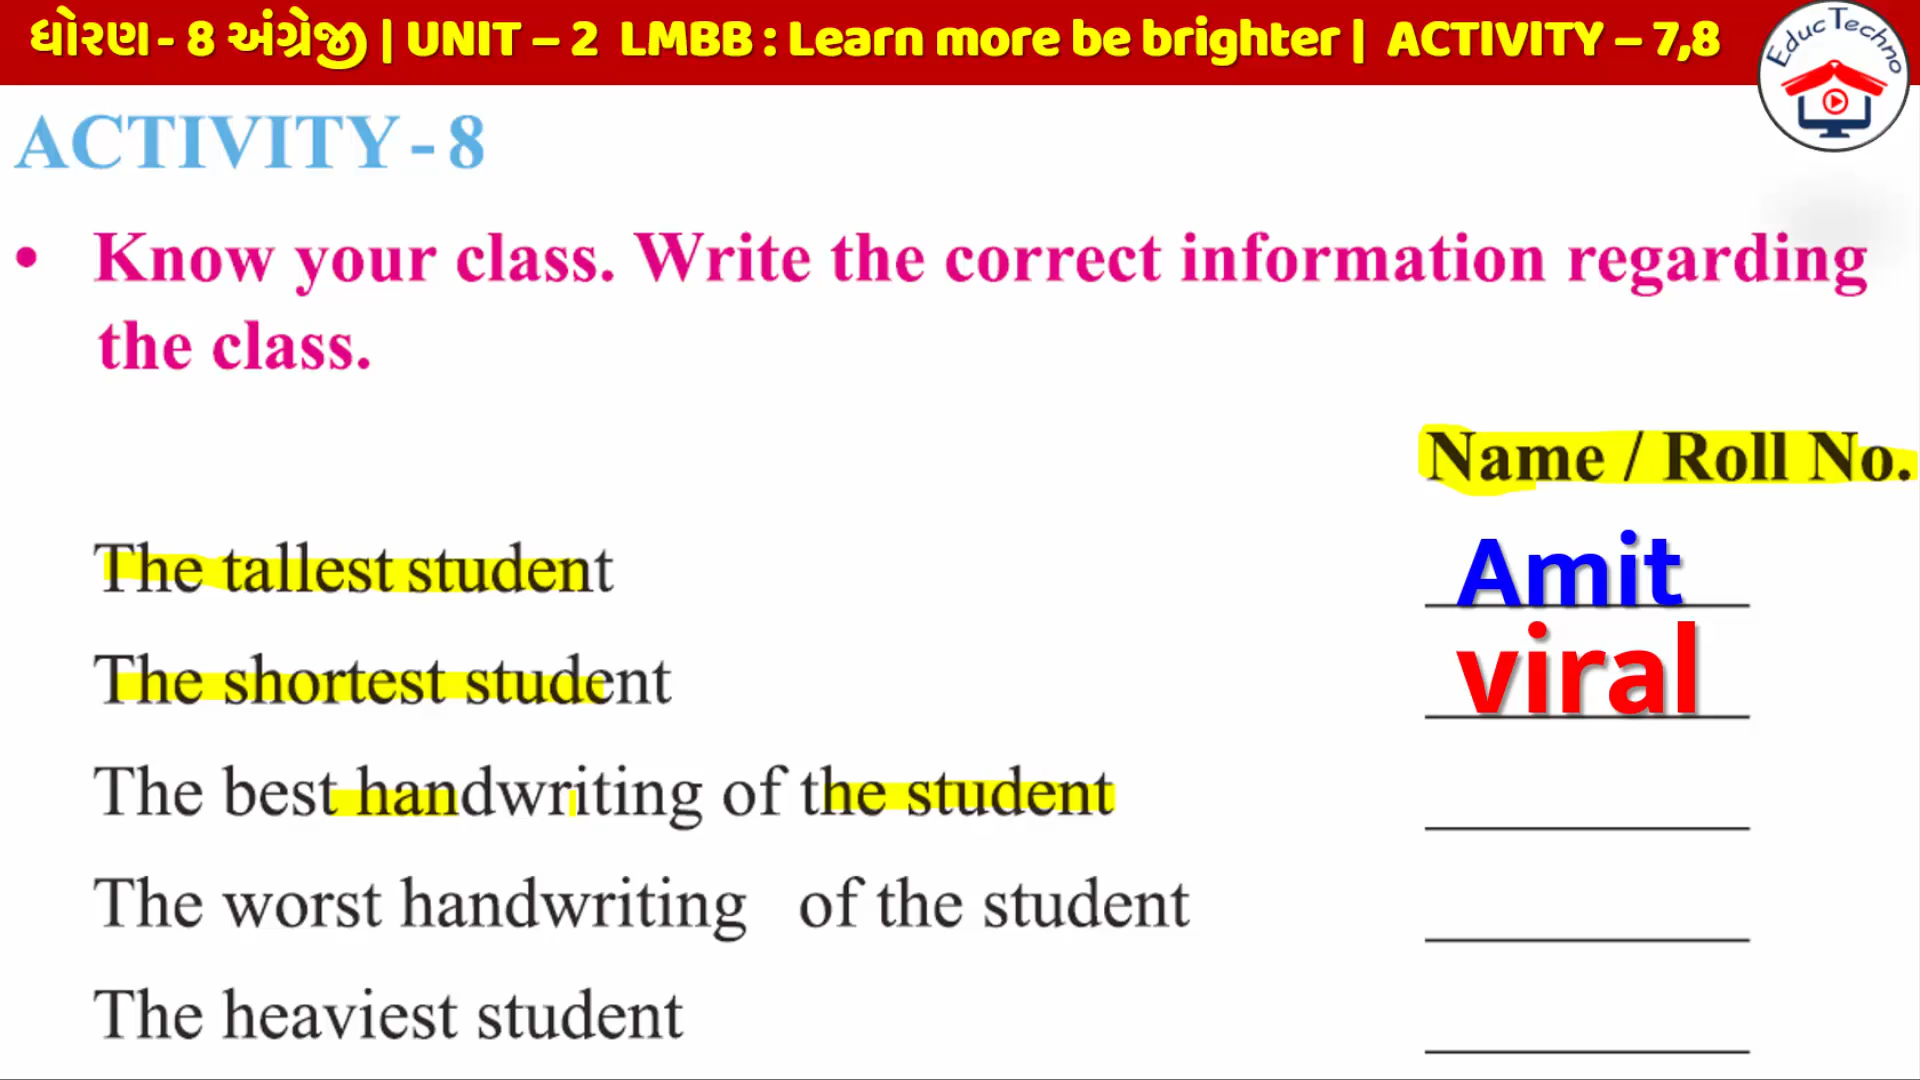 ધોરણ - 8 અંગ્રેજી | UNIT – 2 LMBB : Learn more be brighter | ACTIVITY – 7,8
Educ Techno
ACTIVITY - 8
• Know your class. Write the correct information regarding
the class.
Name / Roll No.
The tallest student Amit
The shortest student viral
The best handwriting of the student
The worst handwriting of the student
The heaviest student